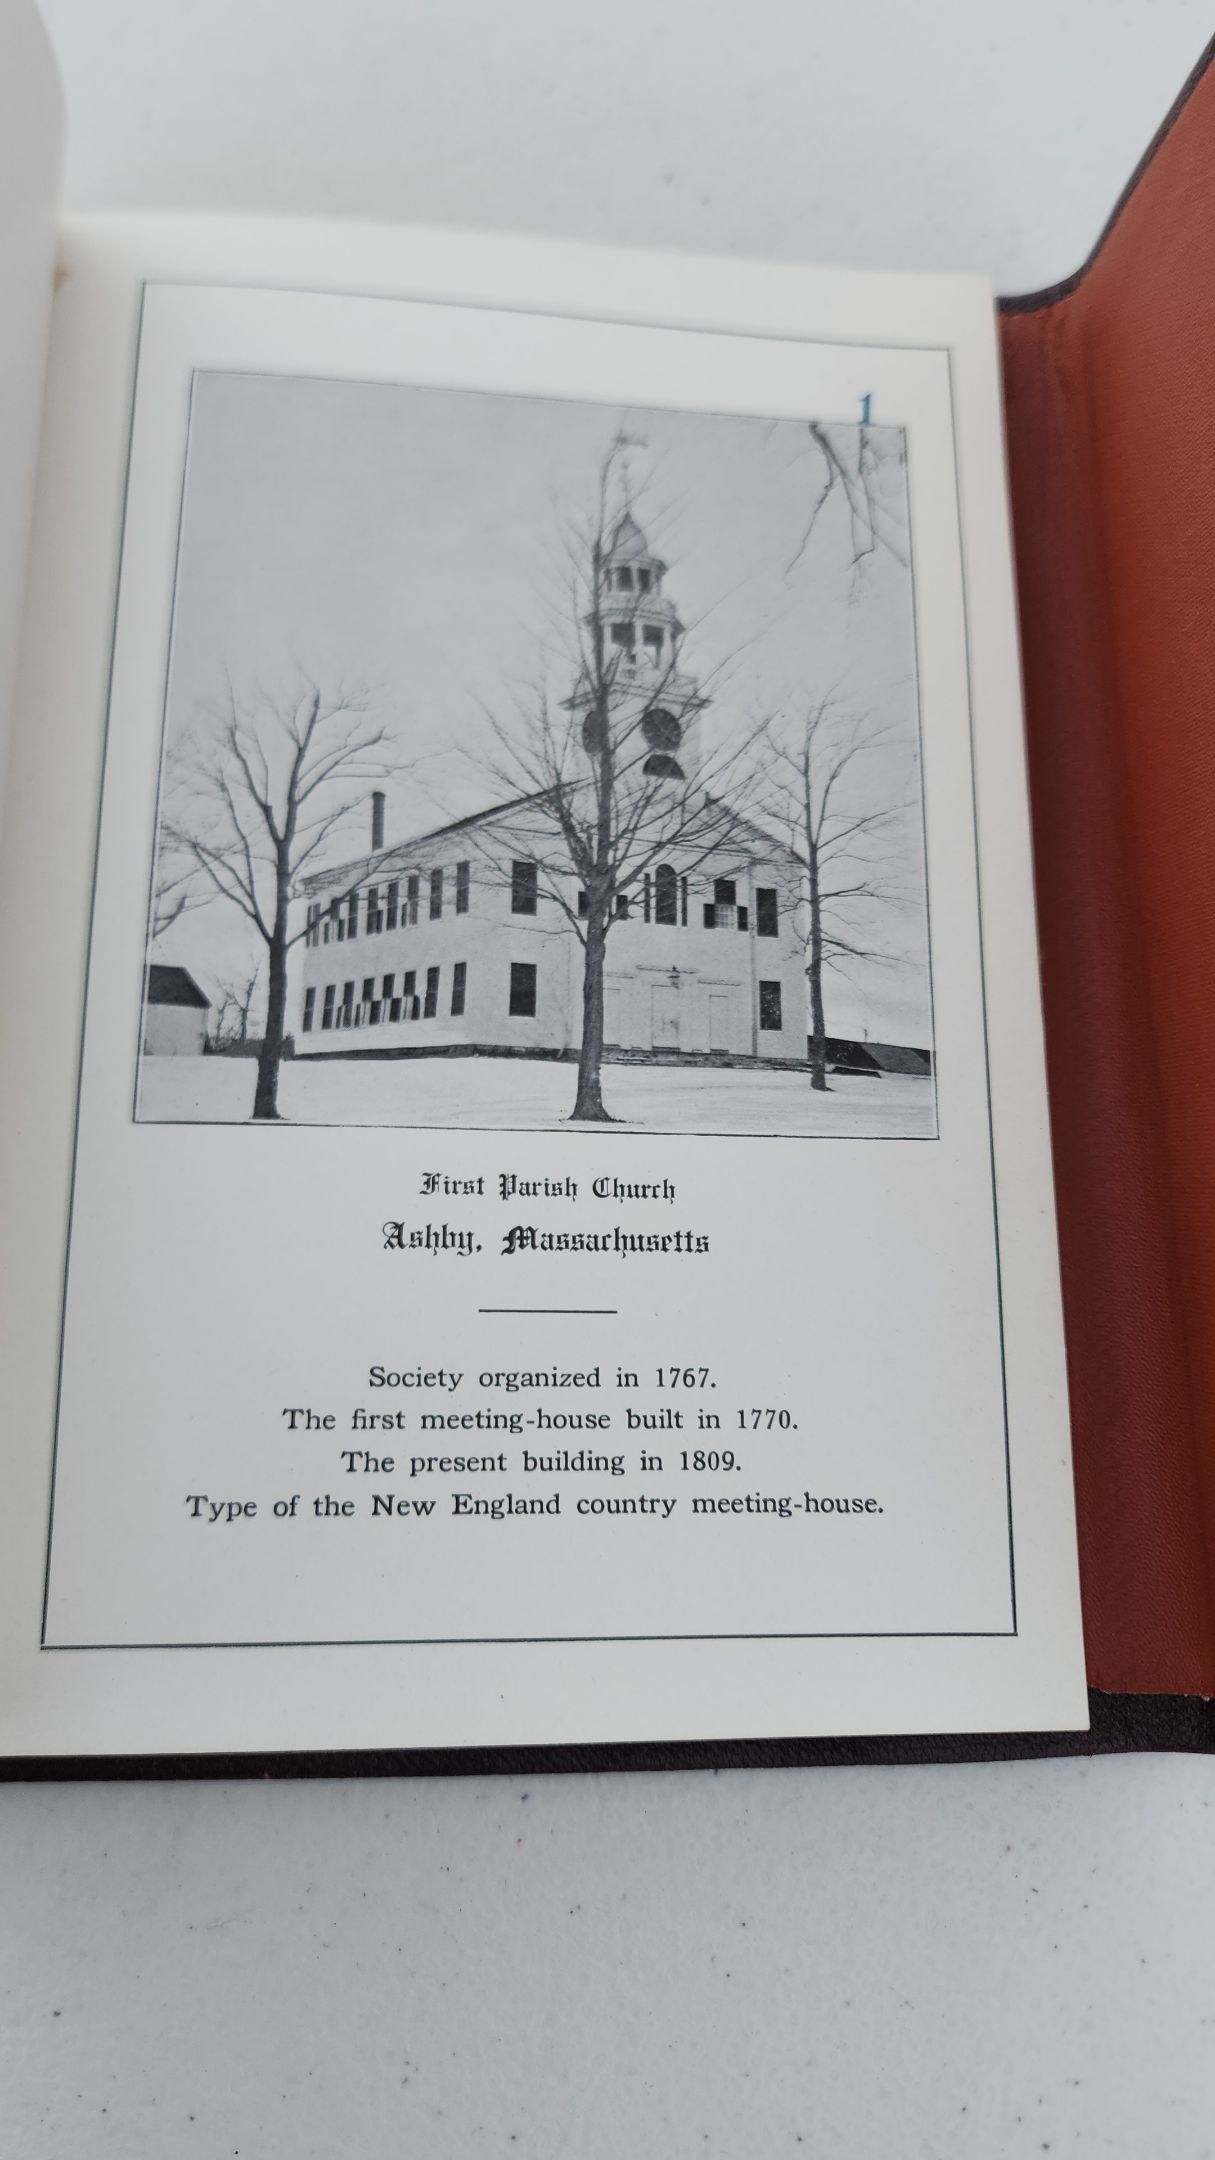 1
First Parish Church
Ashby, Massachusetts
Society organized in 1767.
The first meeting-house built in 1770.
The present building in 1809.
Type of the New England country meeting-house.